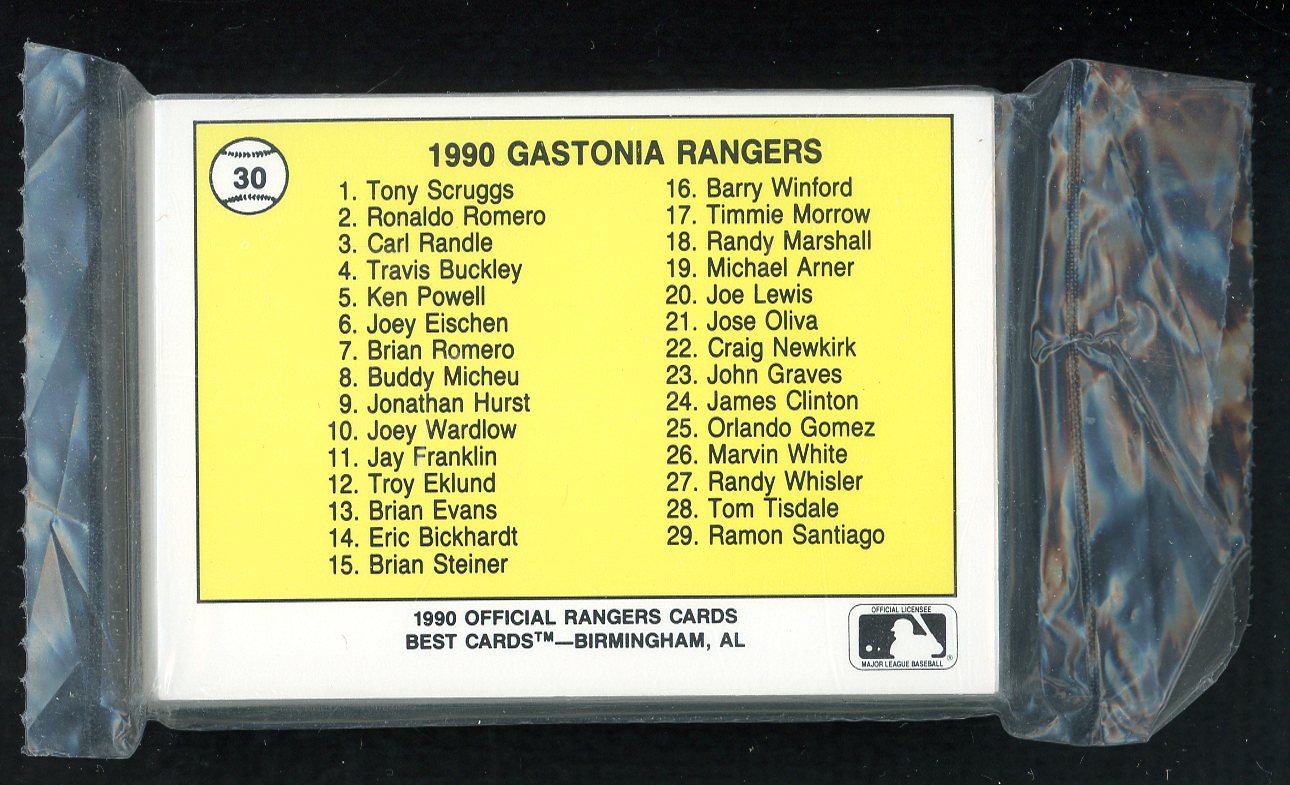 30
1990 GASTONIA RANGERS
1. Tony Scruggs
2. Ronaldo Romero
3. Carl Randle
4. Travis Buckley
5. Ken Powell
6. Joey Eischen
7. Brian Romero
8. Buddy Micheu
9. Jonathan Hurst
10. Joey Wardlow
11. Jay Franklin
12. Troy Eklund
13. Brian Evans
14. Eric Bickhardt
15. Brian Steiner
16. Barry Winford
17. Timmie Morrow
18. Randy Marshall
19. Michael Arner
20. Joe Lewis
21. Jose Oliva
22. Craig Newkirk
23. John Graves
24. James Clinton
25. Orlando Gomez
26. Marvin White
27. Randy Whisler
28. Tom Tisdale
29. Ramon Santiago
1990 OFFICIAL RANGERS CARDS
BEST CARDS™—BIRMINGHAM, AL
OFFICIAL LICENSEE
MAJOR LEAGUE BASEBALL ®